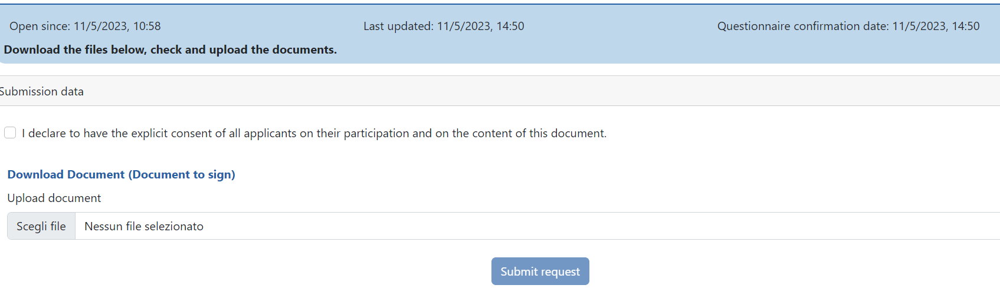 Open since: 11/5/2023, 10:58 Last updated: 11/5/2023, 14:50 Questionnaire confirmation date: 11/5/2023, 14:50
Download the files below, check and upload the documents.
Submission data
I declare to have the explicit consent of all applicants on their participation and on the content of this document.
Download Document (Document to sign)
Upload document
Scegli file Nessun file selezionato
Submit request